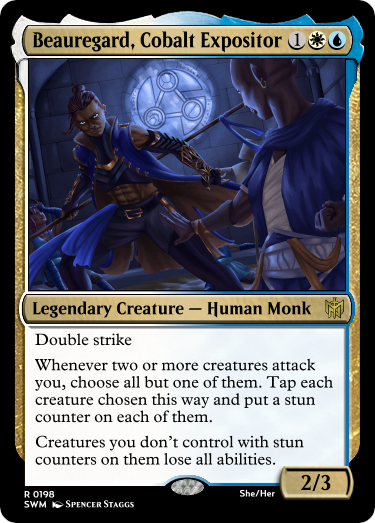 Beauregard, Cobalt Expositor 1
Legendary Creature — Human Monk
Double strike
Whenever two or more creatures attack
you, choose all but one of them. Tap each
creature chosen this way and put a stun
counter on each of them.
Creatures you don't control with stun
counters on them lose all abilities.
2/3
R 0198
SWM Spencer Staggs
She/Her